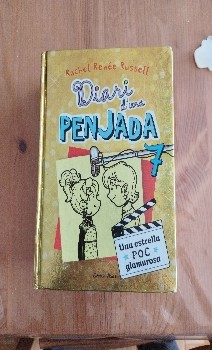 Rachel Renée Russell
Diari
d'una
PENJADA
7
Una estrella
POC
glamurosa